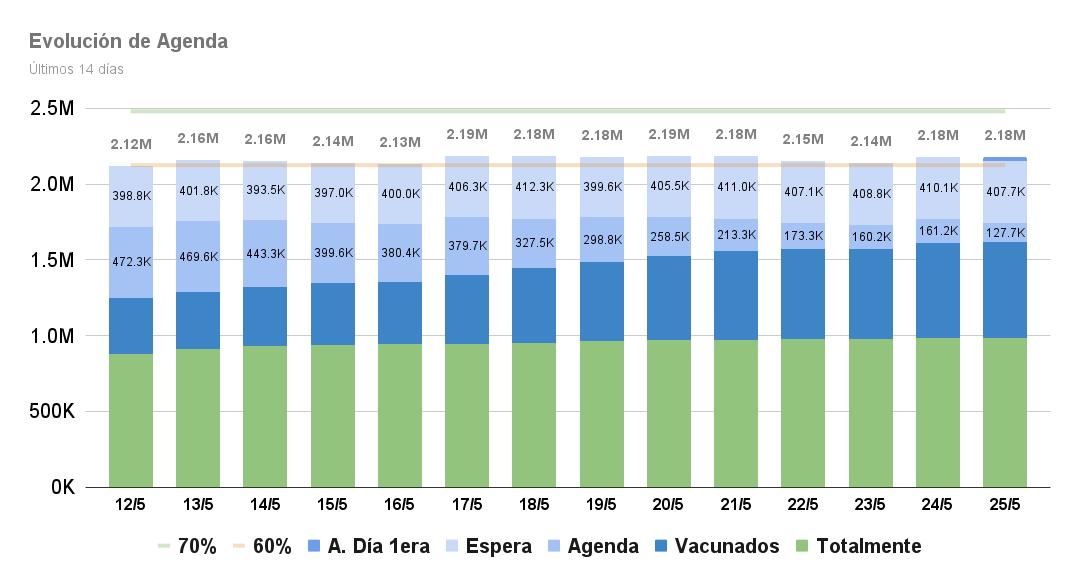 Evolución de Agenda
Últimos 14 días
2.5M
2.12M 2.16M 2.16M 2.14M 2.13M 2.19M 2.18M 2.18M 2.19M 2.18M 2.15M 2.14M 2.18M 2.18M
2.0M
398.8K 401.8K 393.5K 397.0K 400.0K 406.3K 412.3K 399.6K 405.5K 411.0K 407.1K 408.8K 410.1K 407.7K
472.3K 469.6K 443.3K 399.6K 380.4K 379.7K 327.5K 298.8K 258.5K 213.3K 173.3K 160.2K 161.2K 127.7K
1.5M
1.0M
500K
0K
12/5 13/5 14/5 15/5 16/5 17/5 18/5 19/5 20/5 21/5 22/5 23/5 24/5 25/5
70% 60% A. Día 1era Espera Agenda Vacunados Totalmente